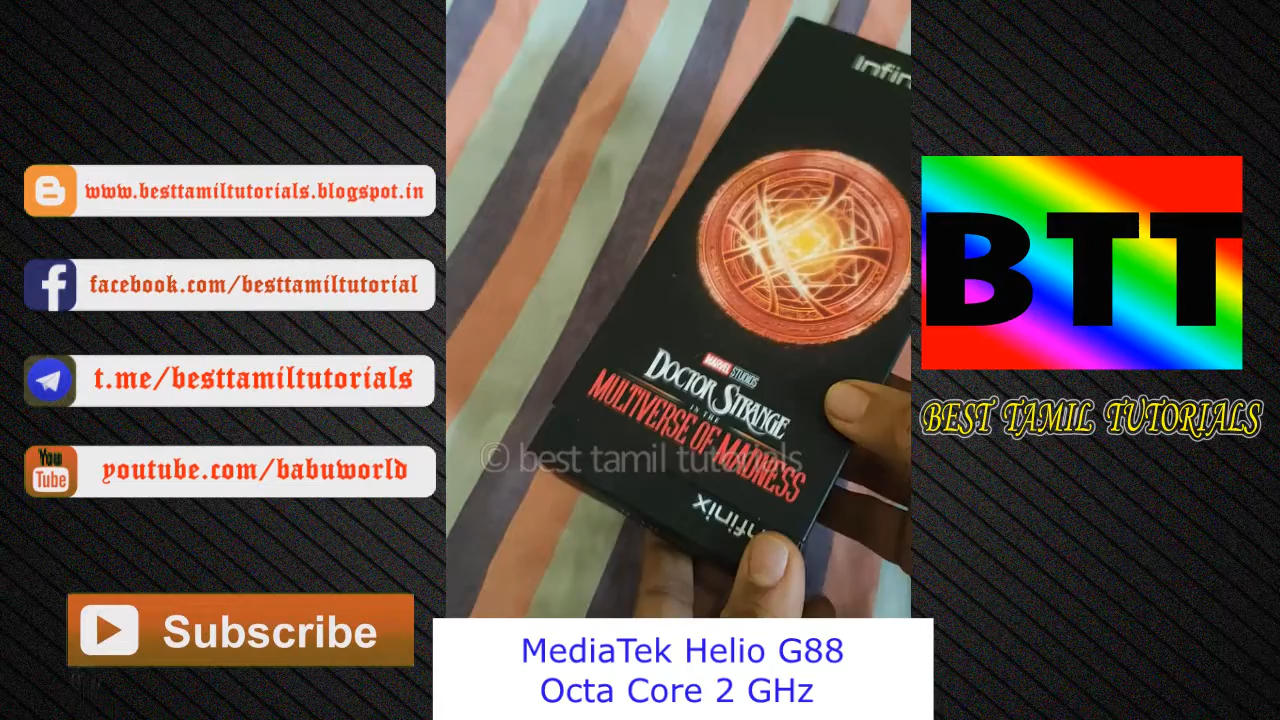 www.besttamiltutorials.blogspot.in
facebook.com/besttamiltutorial
t.me/besttamiltutorials
You
Tube
youtube.com/babuworld
Subscribe
Infin
MARVEL STUDIOS
DOCTOR STRANGE
IN THE
MULTIVERSE OF MADNESS
© best tamil tutorials
Infinix
MediaTek Helio G88
Octa Core 2 GHz
BTT
BEST TAMIL TUTORIALS